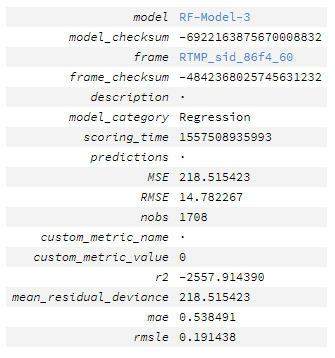 model RF-Model-3
model_checksum -6922163875670008832
frame RTMP_sid_86f4_60
frame_checksum -4842368025745631232
description ·
model_category Regression
scoring_time 1557508935993
predictions ·
MSE 218.515423
RMSE 14.782267
nobs 1708
custom_metric_name ·
custom_metric_value 0
r2 -2557.914390
mean_residual_deviance 218.515423
mae 0.538491
rmsle 0.191438